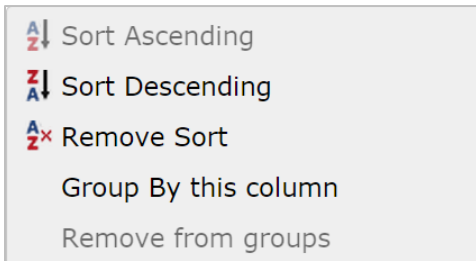 Sort Ascending
Sort Descending
Remove Sort
Group By this column
Remove from groups